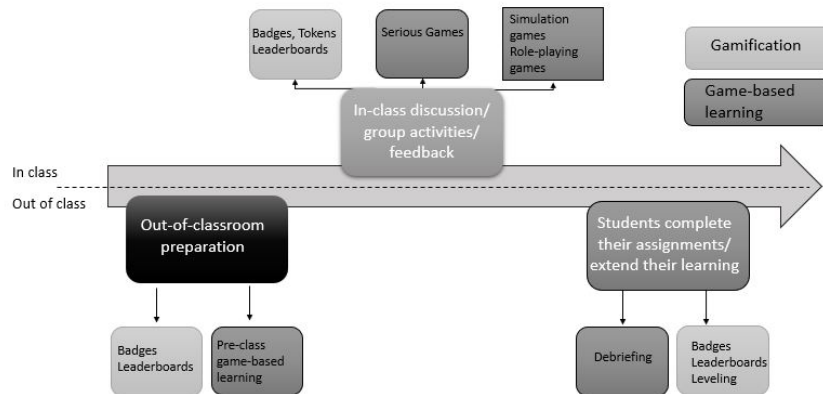 Badges, Tokens
Leaderboards
Serious Games
Simulation
games
Role-playing
games
Gamification
Game-based
learning
In-class discussion/
group activities/
feedback
In class
Out of class
Out-of-classroom
preparation
Students complete
their assignments/
extend their learning
Badges
Leaderboards
Pre-class
game-based
learning
Debriefing
Badges
Leaderboards
Leveling